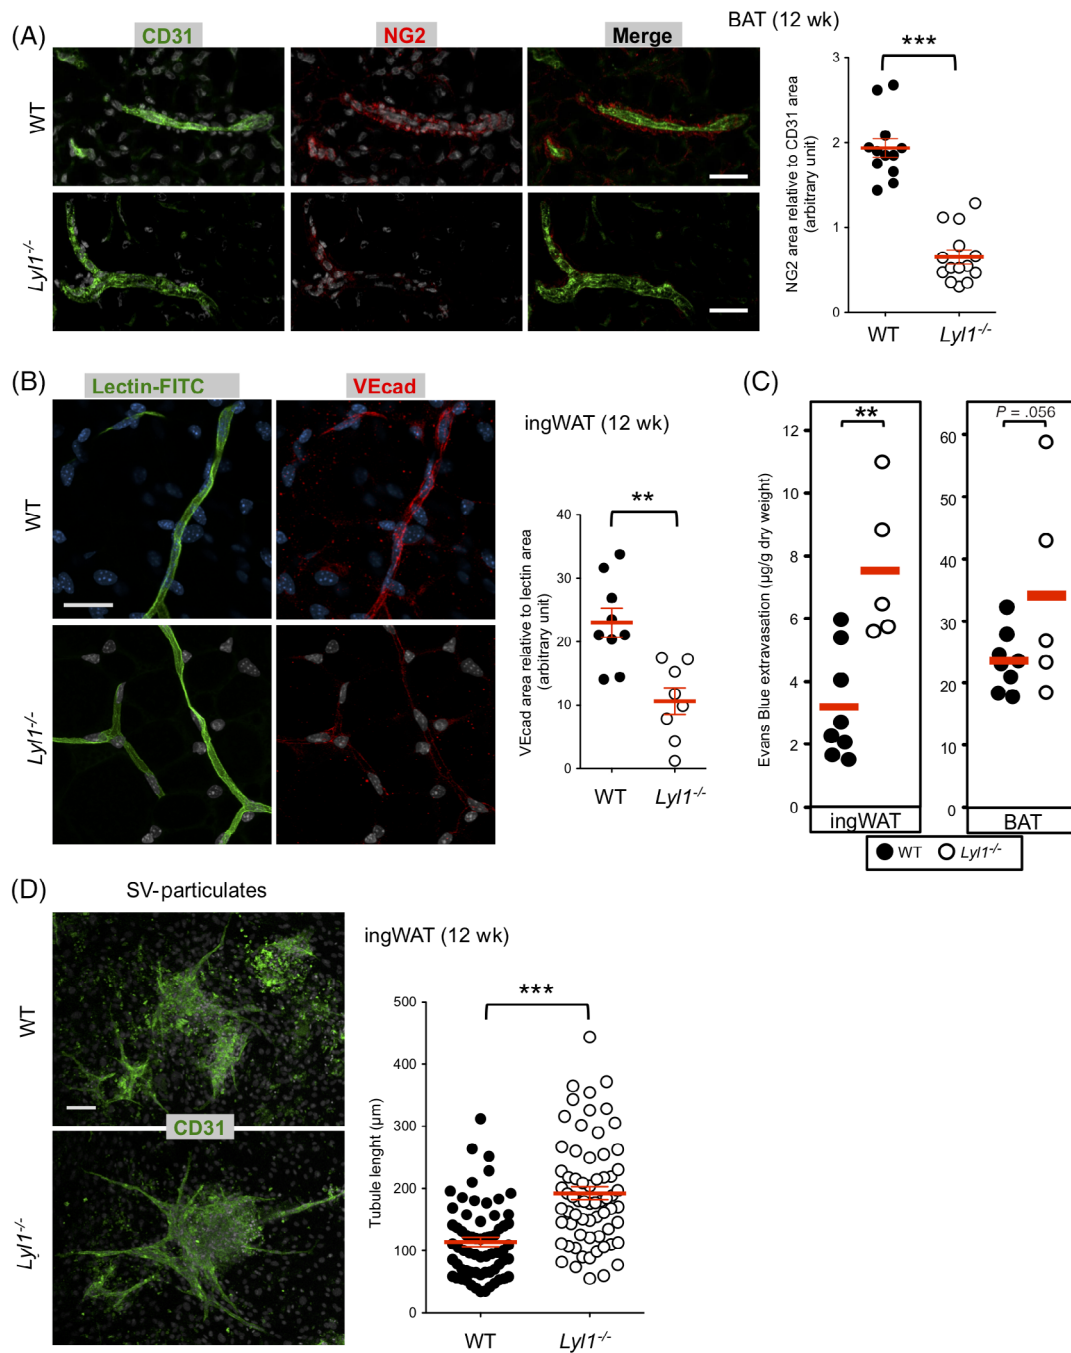 (A)
CD31
NG2
Merge
BAT (12 wk)
WT
Lyl1-/-
NG2 area relative to CD31 area
(arbitrary unit)
3
2
1
0
***
WT
Lyl1-/-
(B)
Lectin-FITC
VEcad
WT
Lyl1-/-
ingWAT (12 wk)
VEcad area relative to lectin area
(arbitrary unit)
40
30
20
10
0
**
WT
Lyl1-/-
(C)
Evans Blue extravasation (µg/g dry weight)
12
10
8
6
4
2
0
**
ingWAT
P = .056
60
50
40
30
20
10
0
BAT
WT
Lyl1-/-
(D)
SV-particulates
WT
CD31
Lyl1-/-
ingWAT (12 wk)
Tubule lenght (µm)
500
400
300
200
100
0
***
WT
Lyl1-/-